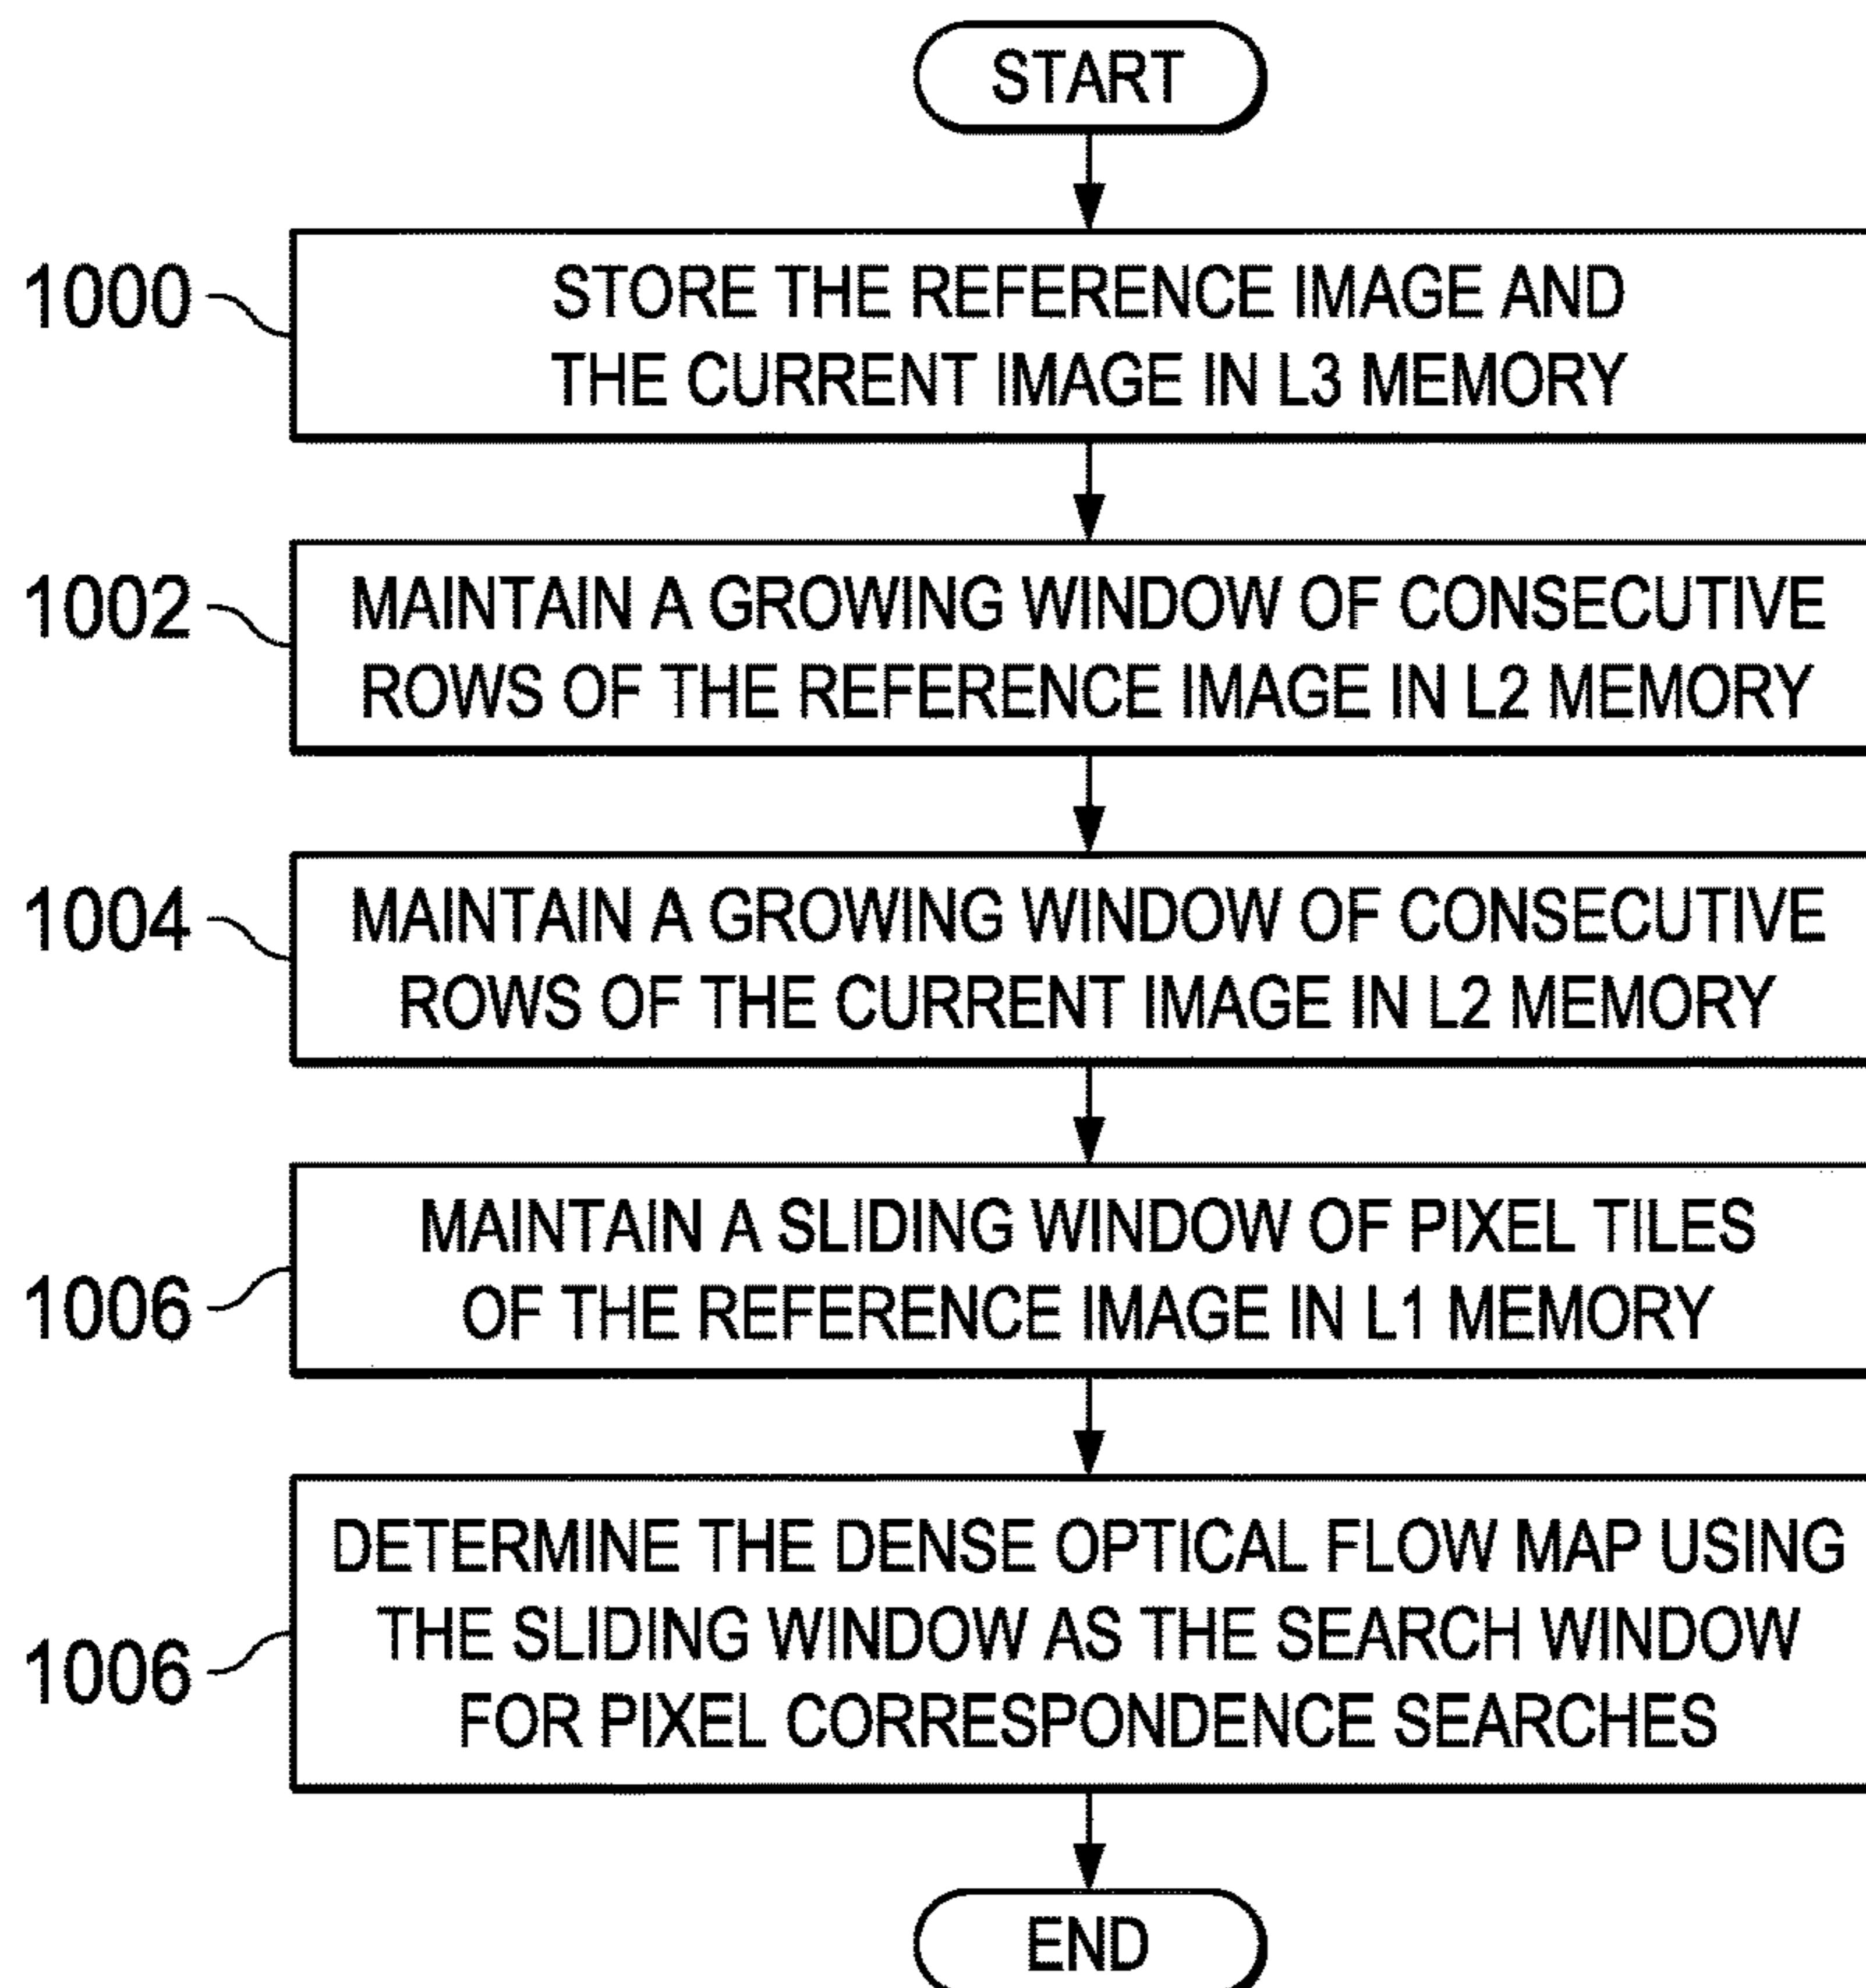 START
1000
STORE THE REFERENCE IMAGE AND
THE CURRENT IMAGE IN L3 MEMORY
1002
MAINTAIN A GROWING WINDOW OF CONSECUTIVE
ROWS OF THE REFERENCE IMAGE IN L2 MEMORY
1004
MAINTAIN A GROWING WINDOW OF CONSECUTIVE
ROWS OF THE CURRENT IMAGE IN L2 MEMORY
1006
MAINTAIN A SLIDING WINDOW OF PIXEL TILES
OF THE REFERENCE IMAGE IN L1 MEMORY
1006
DETERMINE THE DENSE OPTICAL FLOW MAP USING
THE SLIDING WINDOW AS THE SEARCH WINDOW
FOR PIXEL CORRESPONDENCE SEARCHES
END